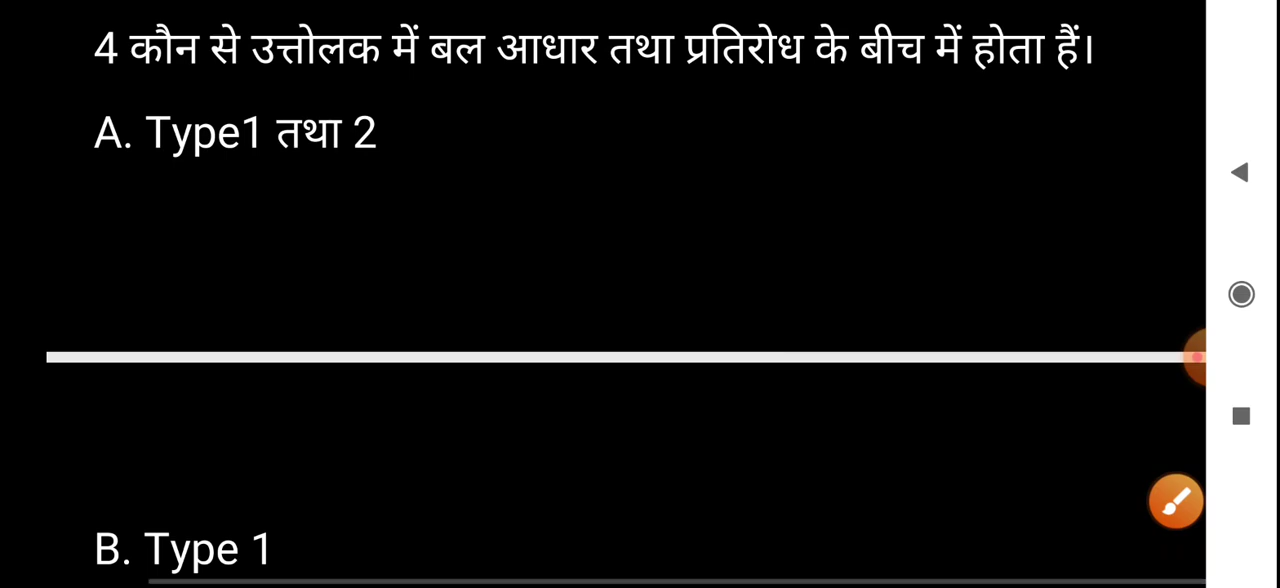 4 कौन से उत्तोलक में बल आधार तथा प्रतिरोध के बीच में होता हैं।
A. Type1 तथा 2
B. Type 1